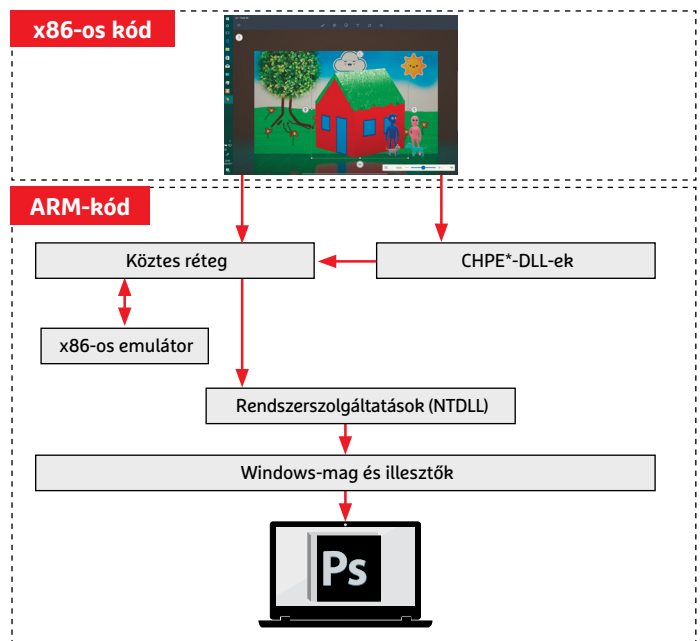 x86-os kód
ARM-kód
Köztes réteg
CHPE*-DLL-ek
x86-os emulátor
Rendszerszolgáltatások (NTDLL)
Windows-mag és illesztők
Ps